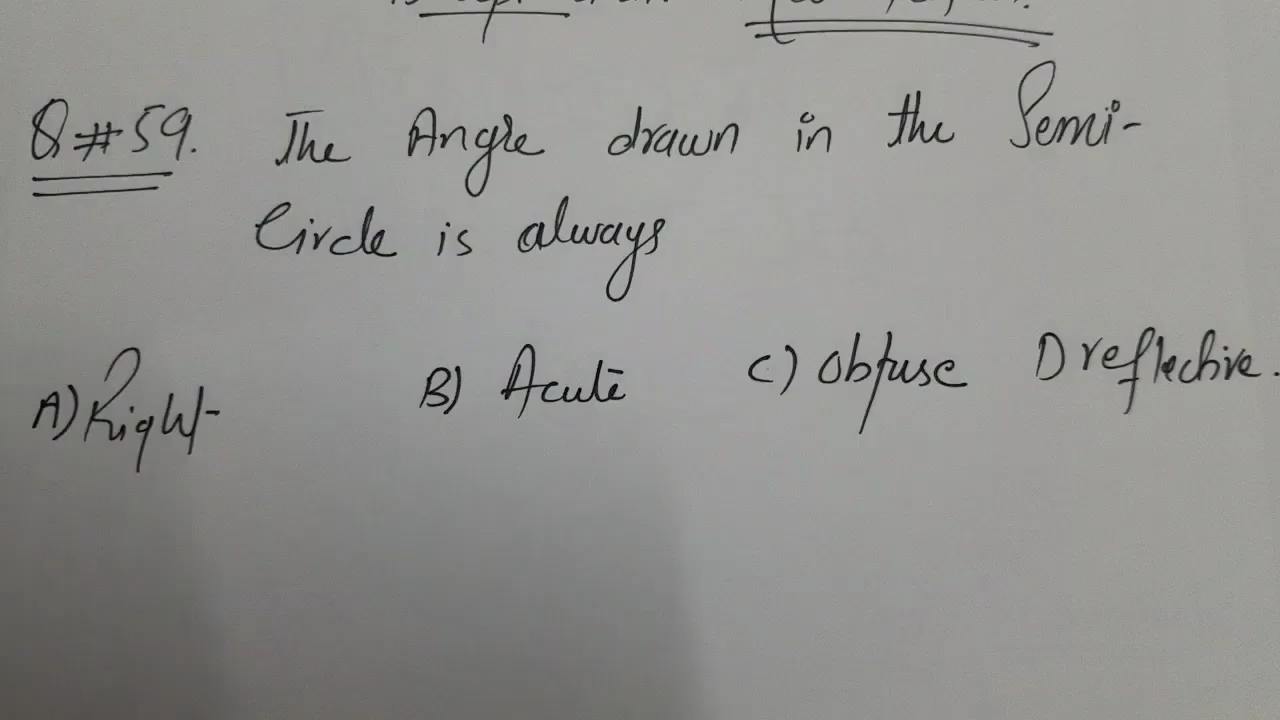 Q#59. The Angle drawn in the Semi-
Circle is always
A) Right B) Acute C) Obtuse D reflective.